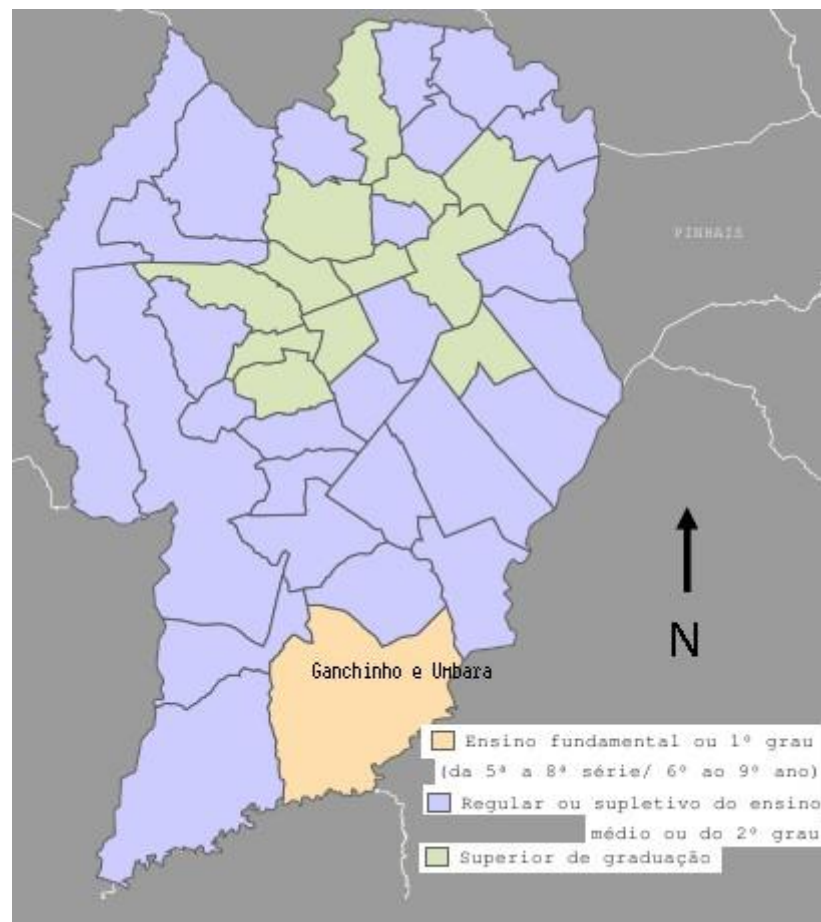 PINHAIS
N
Ganchinho e Umbara
Ensino fundamental ou 1º grau
(da 5ª a 8ª série/ 6º ao 9º ano)
Regular ou supletivo do ensino
médio ou do 2º grau
Superior de graduação